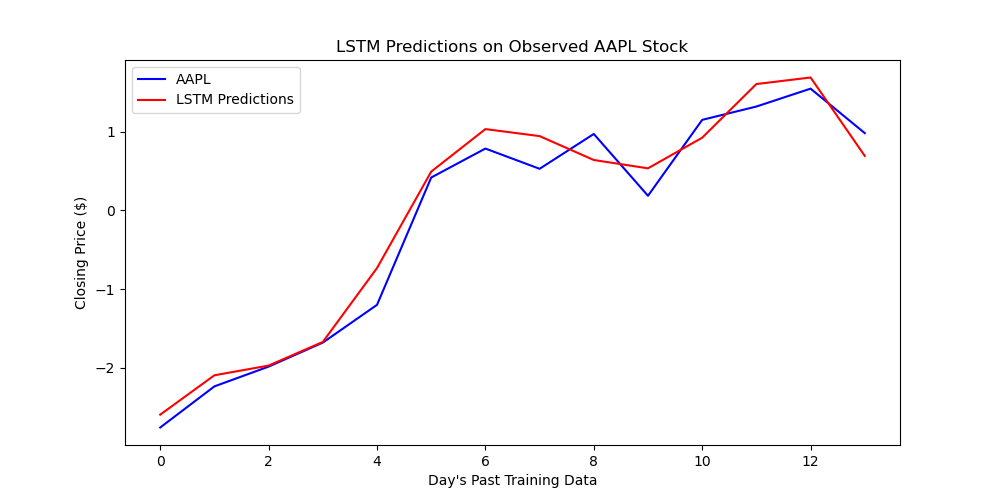 LSTM Predictions on Observed AAPL Stock
AAPL
LSTM Predictions
1
0
−1
−2
Closing Price ($)
0 2 4 6 8 10 12
Day's Past Training Data